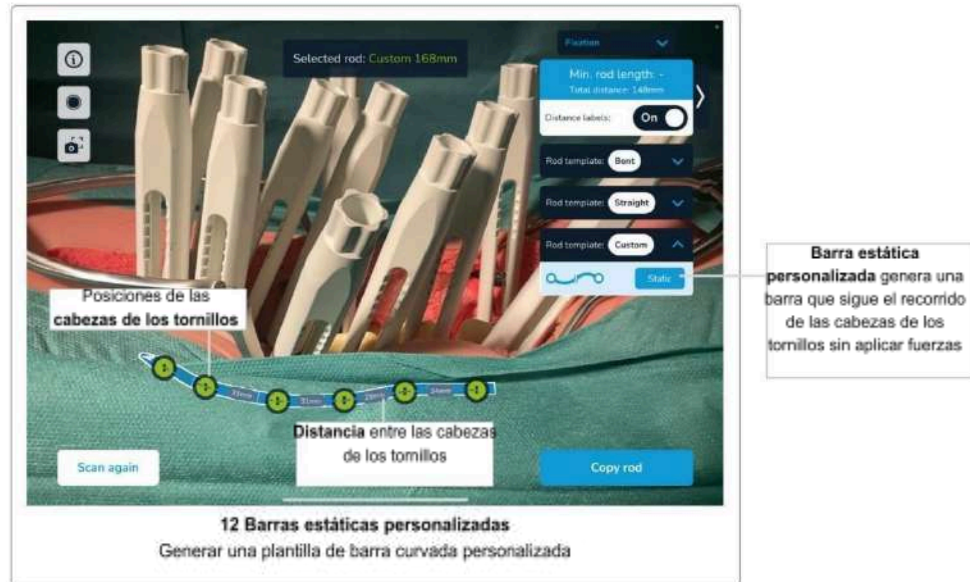 Selected rod: Custom 168mm
Fixation
Min. rod length: -
Total distance: 148mm
Distance labels: On
Rod template: Bent
Rod template: Straight
Rod template: Custom
Static
Barra estática
personalizada genera una
barra que sigue el recorrido
de las cabezas de los
tornillos sin aplicar fuerzas
Posiciones de las
cabezas de los tornillos
31mm
24mm
Distancia entre las cabezas
de los tornillos
Scan again
Copy rod
12 Barras estáticas personalizadas
Generar una plantilla de barra curvada personalizada